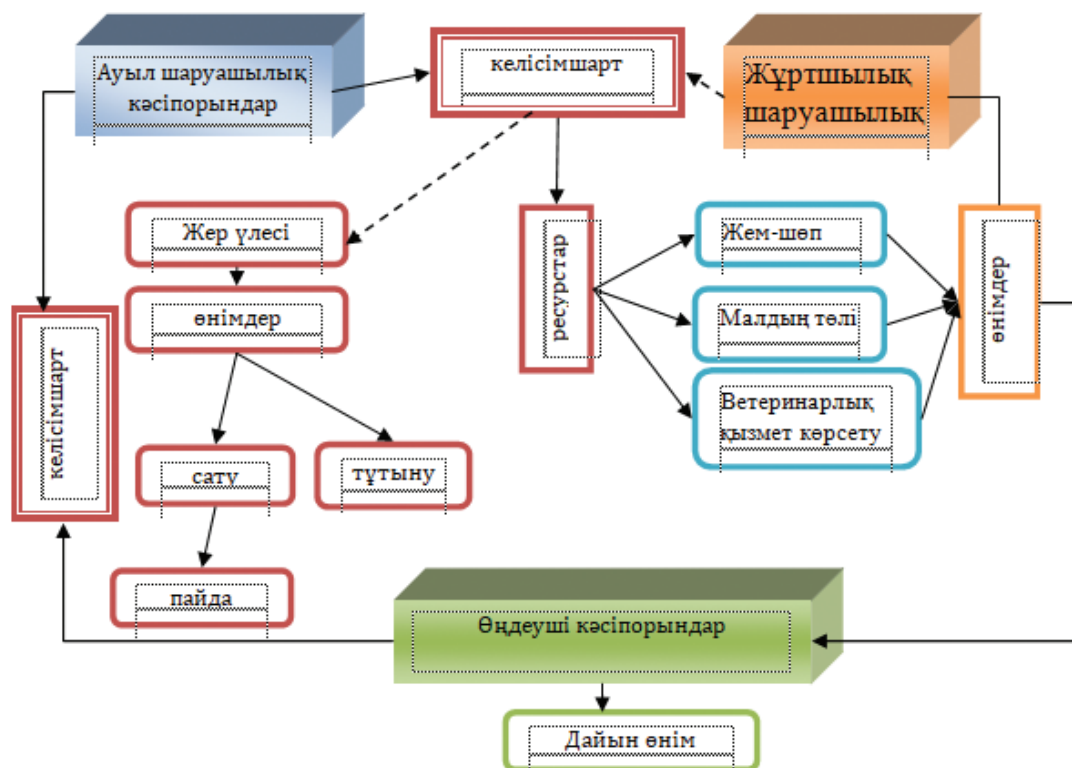 Ауыл шаруашылық
кәсіпорындар
келісімшарт
Жұртшылық
шаруашылық
Жер үлесі
өнімдер
сату
тұтыну
пайда
келісімшарт
ресурстар
Жем-шөп
Малдың төлі
Ветеринарлық
қызмет көрсету
өнімдер
Өңдеуші кәсіпорындар
Дайын өнім